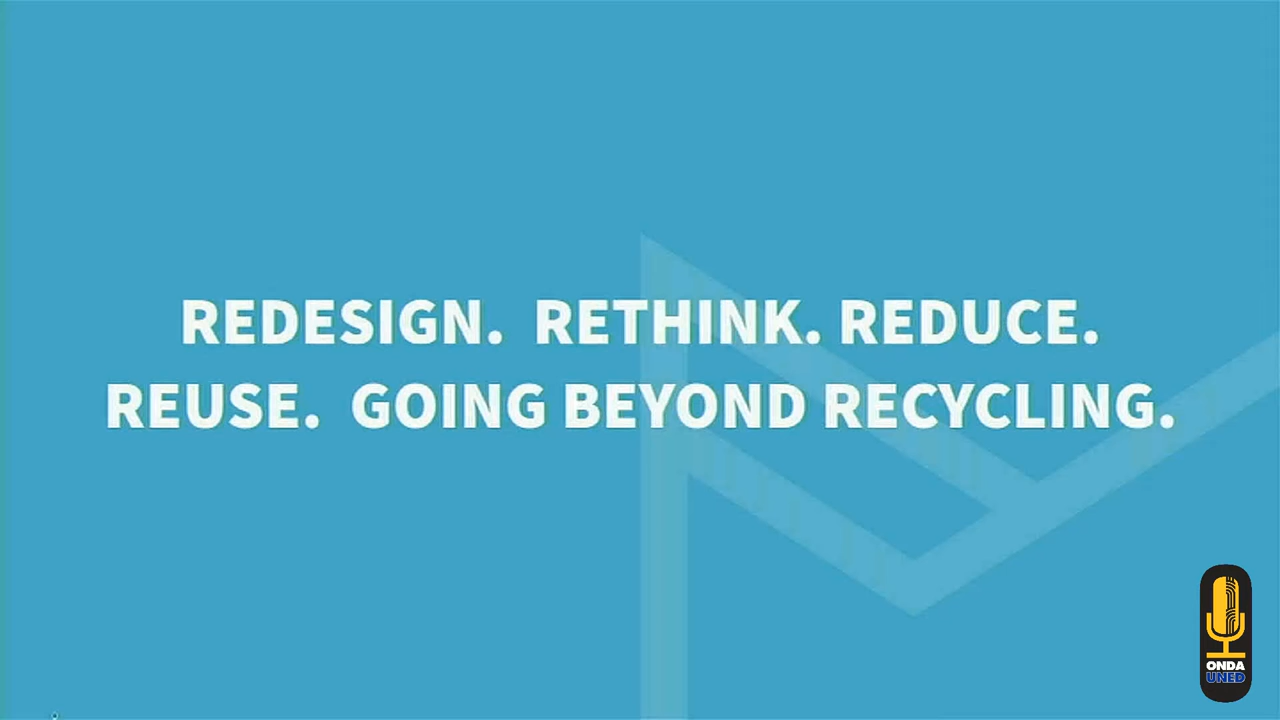 REDESIGN. RETHINK. REDUCE.
REUSE. GOING BEYOND RECYCLING.
ONDA
UNED